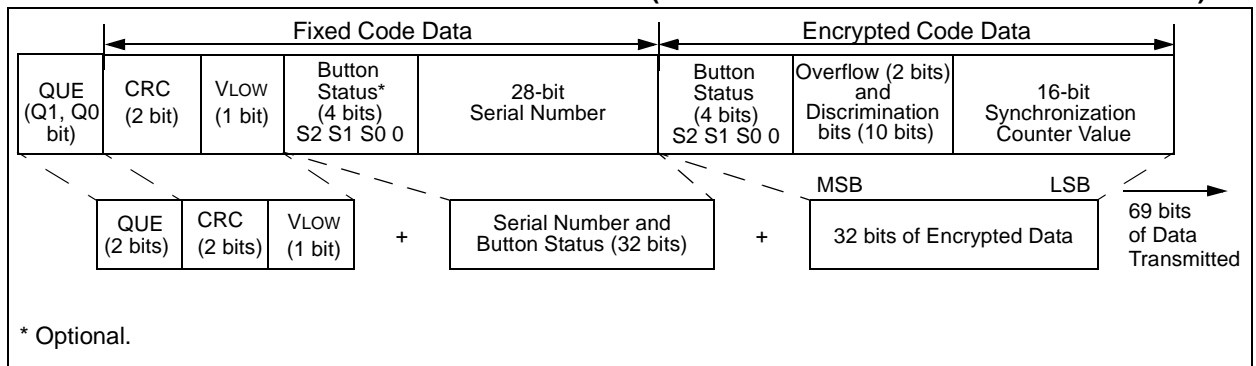 Fixed Code Data
Encrypted Code Data
QUE
(Q1, Q0
bit)
CRC
(2 bit)
VLOW
(1 bit)
Button
Status*
(4 bits)
S2 S1 S0 0
28-bit
Serial Number
Button
Status
(4 bits)
S2 S1 S0 0
Overflow (2 bits)
and
Discrimination
bits (10 bits)
16-bit
Synchronization
Counter Value
MSB
LSB
QUE
(2 bits)
CRC
(2 bits)
VLOW
(1 bit)
+
Serial Number and
Button Status (32 bits)
+
32 bits of Encrypted Data
69 bits
of Data
Transmitted
* Optional.